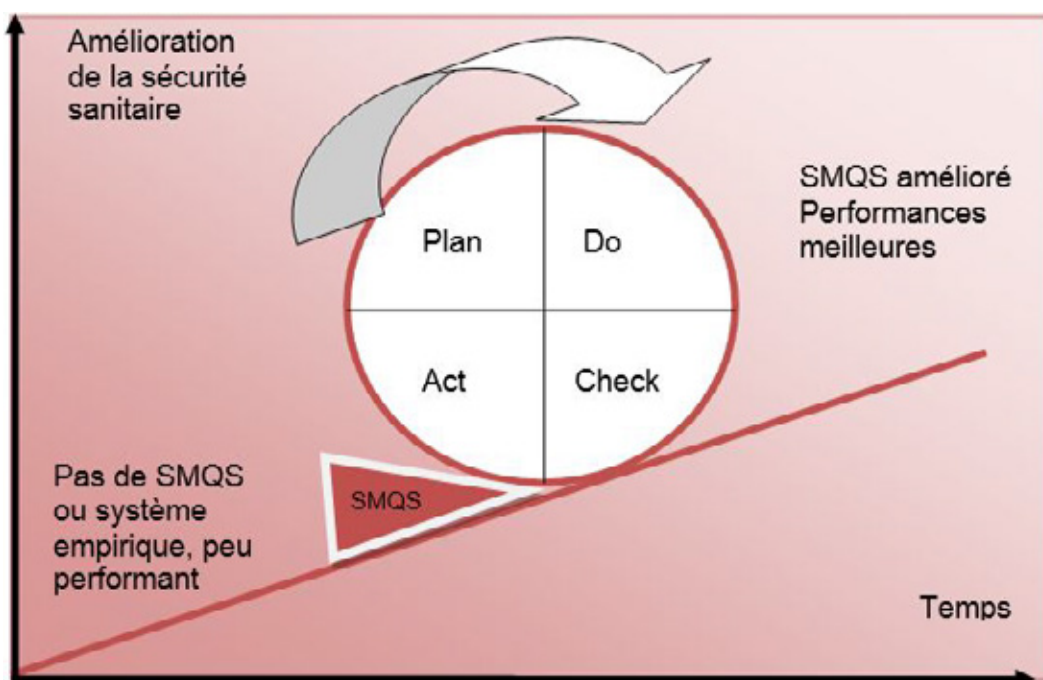 Amélioration
de la sécurité
sanitaire
SMQS amélioré
Performances
meilleures
Plan
Do
Act
Check
Pas de SMQS
ou système
empirique, peu
performant
SMQS
Temps